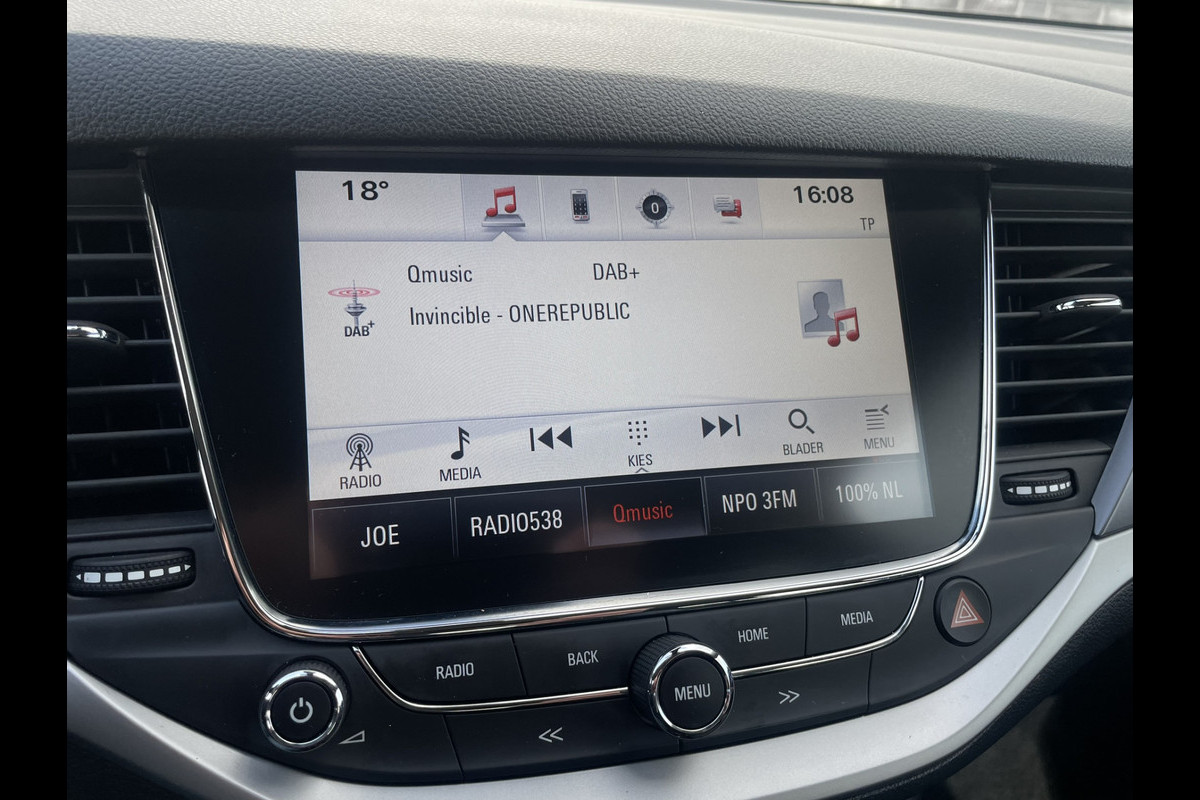 18°
0
16:08
TP
Qmusic DAB+
DAB+
Invincible - ONEREPUBLIC
RADIO MEDIA KIES BLADER MENU
JOE RADIO538 Qmusic NPO 3FM 100% NL
RADIO BACK HOME MEDIA
MENU